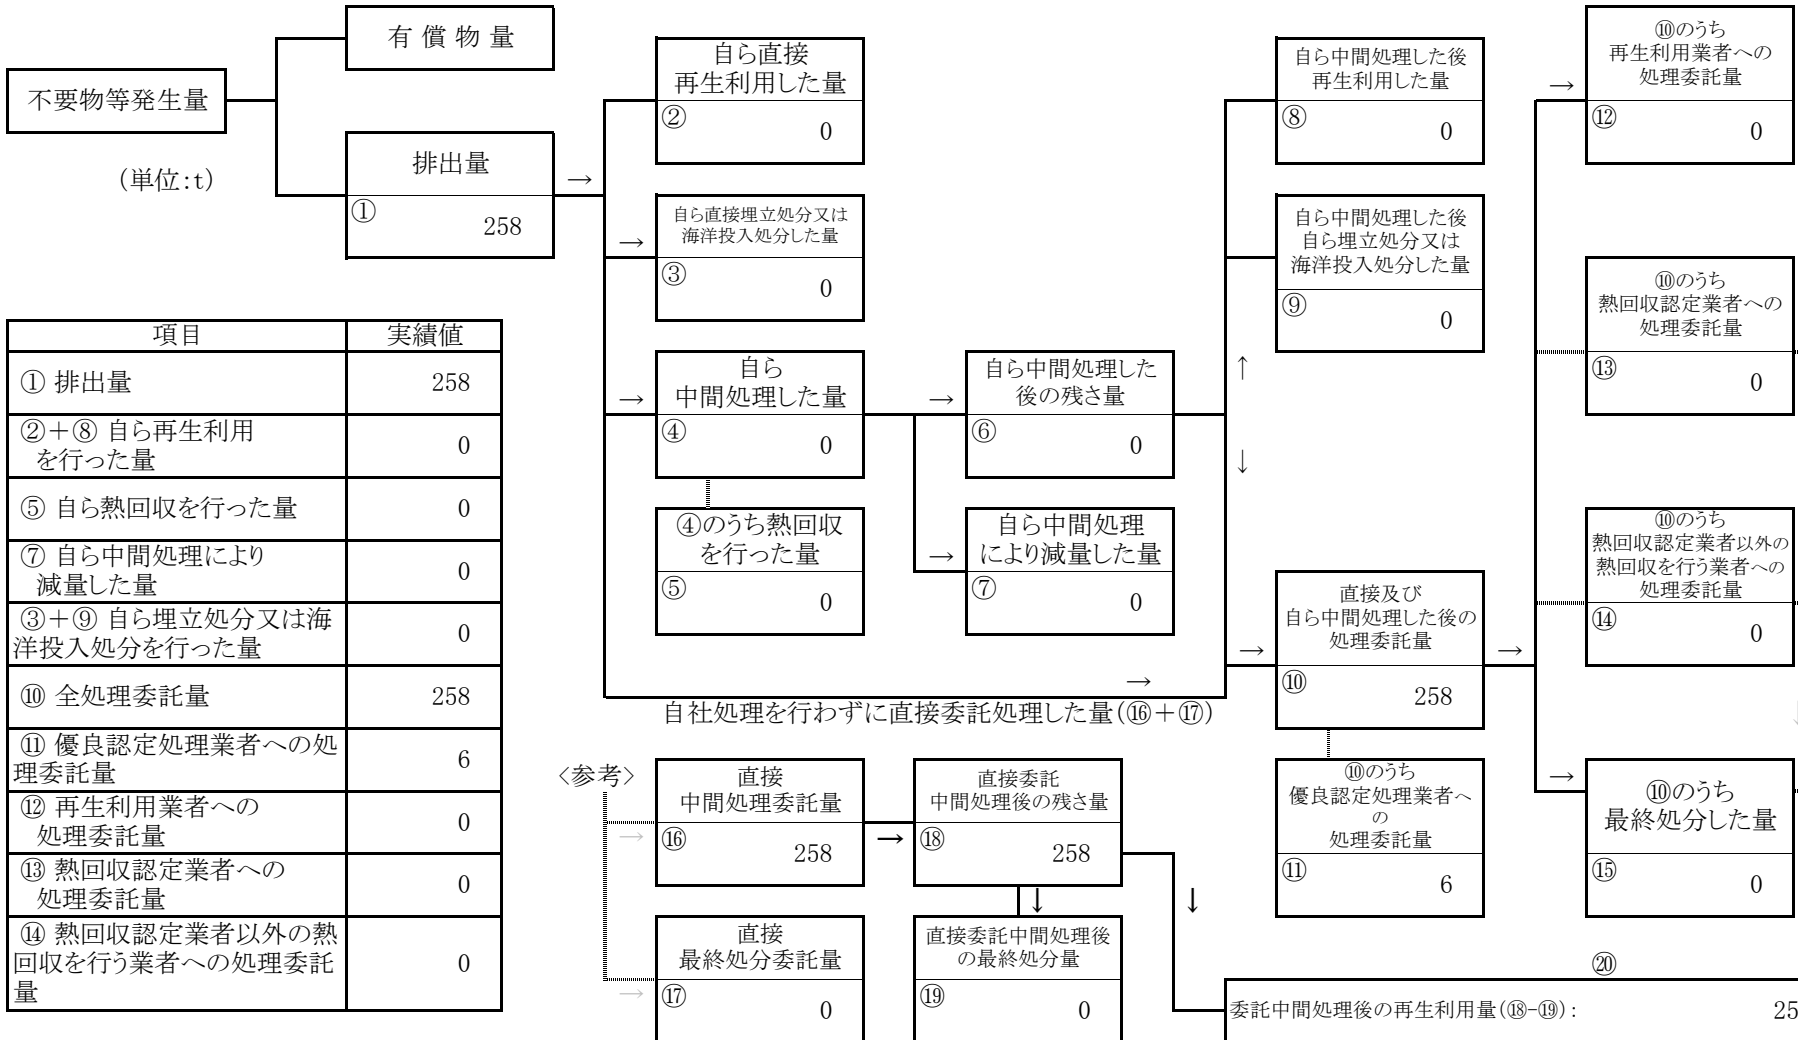 有 償 物 量
不要物等発生量
(単位:t)
排出量
①
258
→
自ら直接
再生利用した量
②
0
→
自ら直接埋立処分又は
海洋投入処分した量
③
0
→
自ら
中間処理した量
④
0
④のうち熱回収
を行った量
⑤
0
→
自ら中間処理した
後の残さ量
⑥
0
→
自ら中間処理
により減量した量
⑦
0
自ら中間処理した後
再生利用した量
⑧
0
自ら中間処理した後
自ら埋立処分又は
海洋投入処分した量
⑨
0
↑
↓
→
直接及び
自ら中間処理した後の
処理委託量
⑩
258
→
⑩のうち
優良認定処理業者へ
の
処理委託量
⑪
6
→
⑩のうち
再生利用業者への
処理委託量
⑫
0
⑩のうち
熱回収認定業者への
処理委託量
⑬
0
⑩のうち
熱回収認定業者以外の
熱回収を行う業者への
処理委託量
⑭
0
→
⑩のうち
最終処分した量
⑮
0
→
自社処理を行わずに直接委託処理した量(⑯+⑰)
<参考>
→
直接
中間処理委託量
⑯
258
→
直接委託
中間処理後の残さ量
⑱
258
↓
↓
→
直接
最終処分委託量
⑰
0
直接委託中間処理後
の最終処分量
⑲
0
⑳
委託中間処理後の再生利用量(⑱-⑲):
項目 実績値
① 排出量 258
②+⑧ 自ら再生利用
を行った量 0
⑤ 自ら熱回収を行った量 0
⑦ 自ら中間処理により
減量した量 0
③+⑨ 自ら埋立処分又は海
洋投入処分を行った量 0
⑩ 全処理委託量 258
⑪ 優良認定処理業者への処
理委託量 6
⑫ 再生利用業者への
処理委託量 0
⑬ 熱回収認定業者への
処理委託量 0
⑭ 熱回収認定業者以外の熱
回収を行う業者への処理委託
量 0